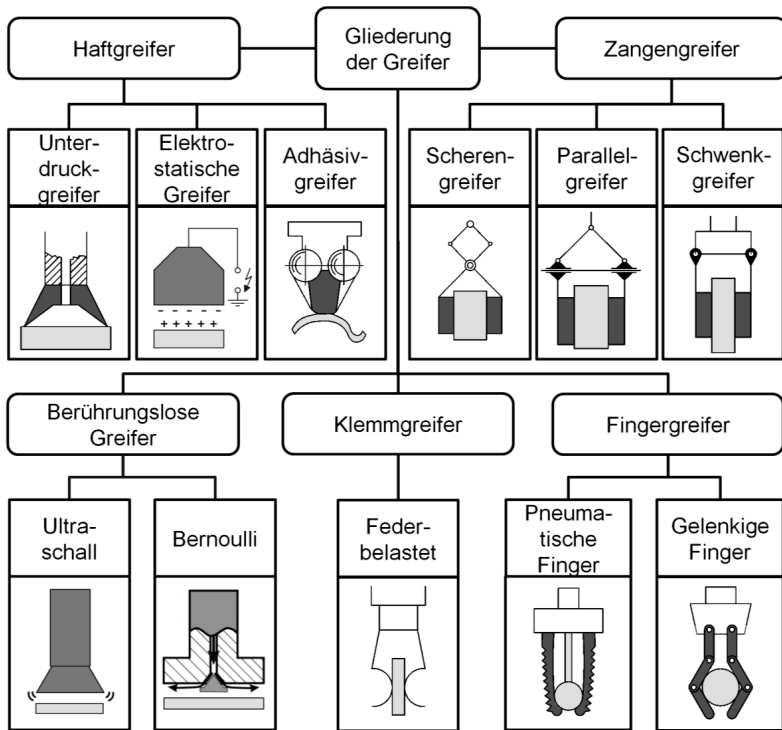 Haftgreifer
Gliederung
der Greifer
Zangengreifer
Unter-
druck-
greifer
Elektro-
statische
Greifer
Adhäsiv-
greifer
Scheren-
greifer
Parallel-
greifer
Schwenk-
greifer
- - - - -
+ + + + +
Berührungslose
Greifer
Klemmgreifer
Fingergreifer
Ultra-
schall
Bernoulli
Feder-
belastet
Pneuma-
tische
Finger
Gelenkige
Finger